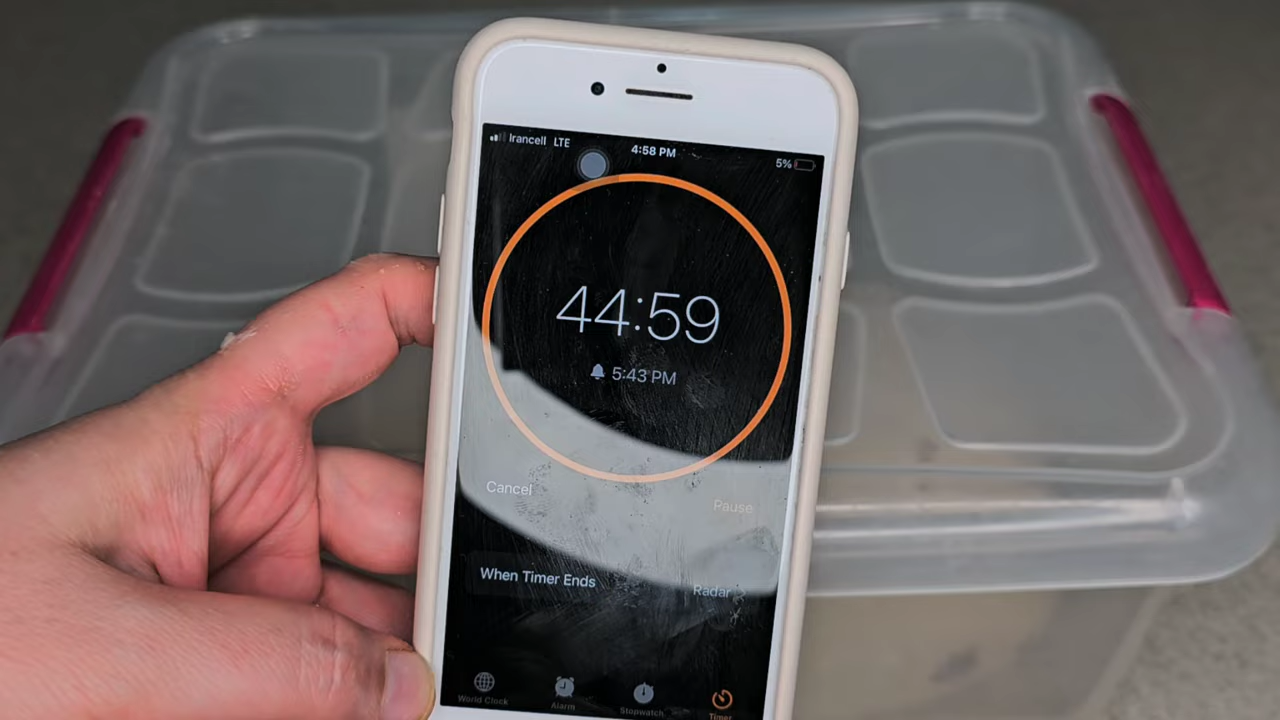 Irancell LTE 4:58 PM 5%
44:59
5:43 PM
Cancel Pause
When Timer Ends Radar
World Clock Alarm Stopwatch Timer